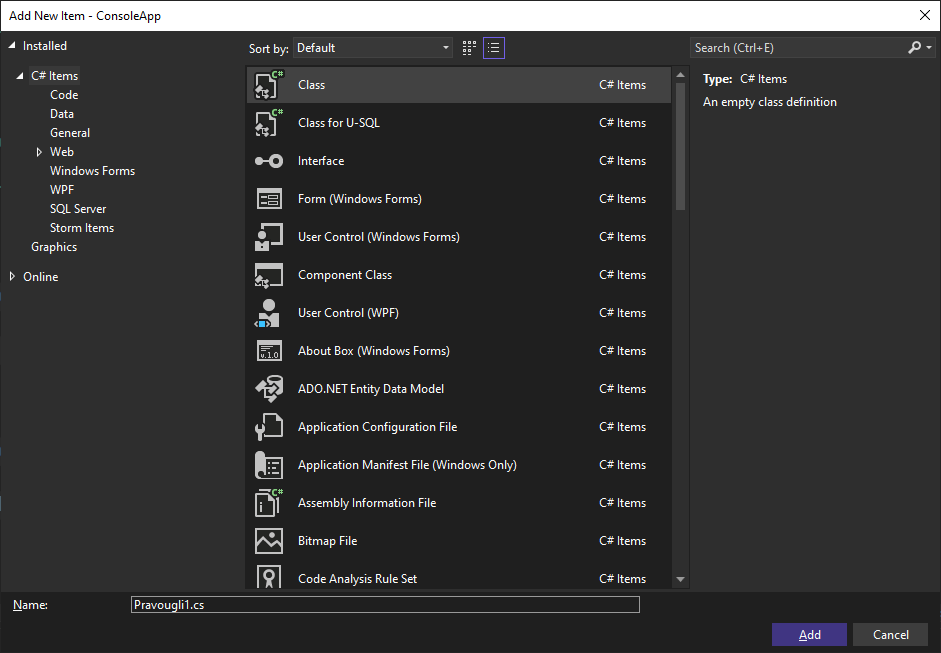 Add New Item - ConsoleApp
Installed
C# Items
Code
Data
General
Web
Windows Forms
WPF
SQL Server
Storm Items
Graphics
Online
Sort by: Default
Class C# Items
Class for U-SQL C# Items
Interface C# Items
Form (Windows Forms) C# Items
User Control (Windows Forms) C# Items
Component Class C# Items
User Control (WPF) C# Items
About Box (Windows Forms) C# Items
ADO.NET Entity Data Model C# Items
Application Configuration File C# Items
Application Manifest File (Windows Only) C# Items
Assembly Information File C# Items
Bitmap File C# Items
Code Analysis Rule Set C# Items
Search (Ctrl+E)
Type: C# Items
An empty class definition
Name: Pravougli1.cs
Add Cancel